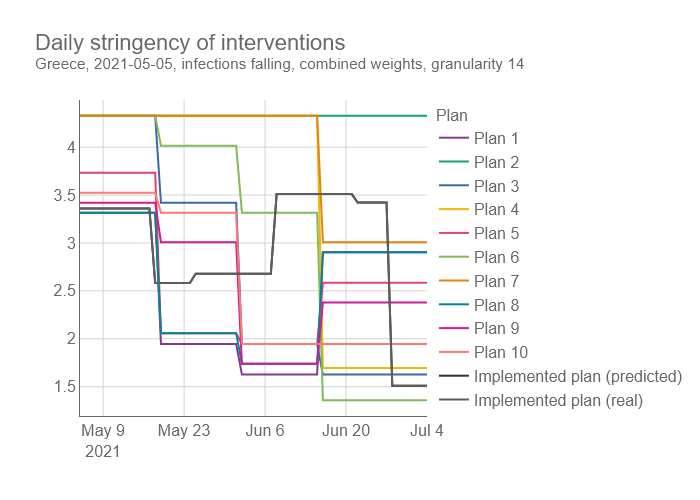 Daily stringency of interventions
Greece, 2021-05-05, infections falling, combined weights, granularity 14
Plan
Plan 1
Plan 2
Plan 3
Plan 4
Plan 5
Plan 6
Plan 7
Plan 8
Plan 9
Plan 10
Implemented plan (predicted)
Implemented plan (real)
4
3.5
3
2.5
2
1.5
May 9 May 23 Jun 6 Jun 20 Jul 4
2021